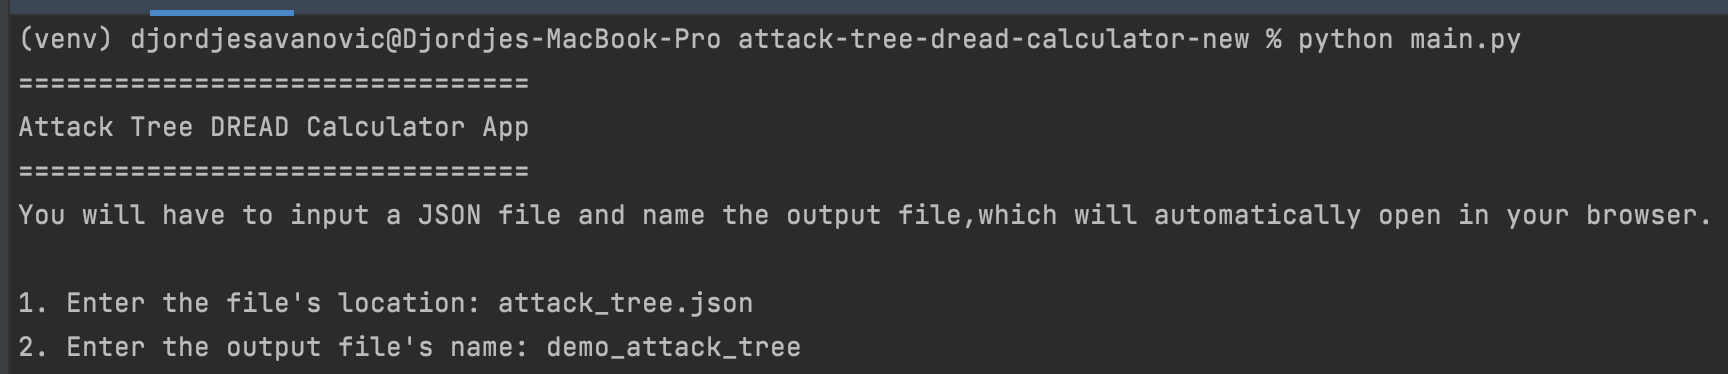 (venv) djordjesavanovic@Djordjes-MacBook-Pro attack-tree-dread-calculator-new % python main.py
================================
Attack Tree DREAD Calculator App
================================
You will have to input a JSON file and name the output file,which will automatically open in your browser.
1. Enter the file's location: attack_tree.json
2. Enter the output file's name: demo_attack_tree